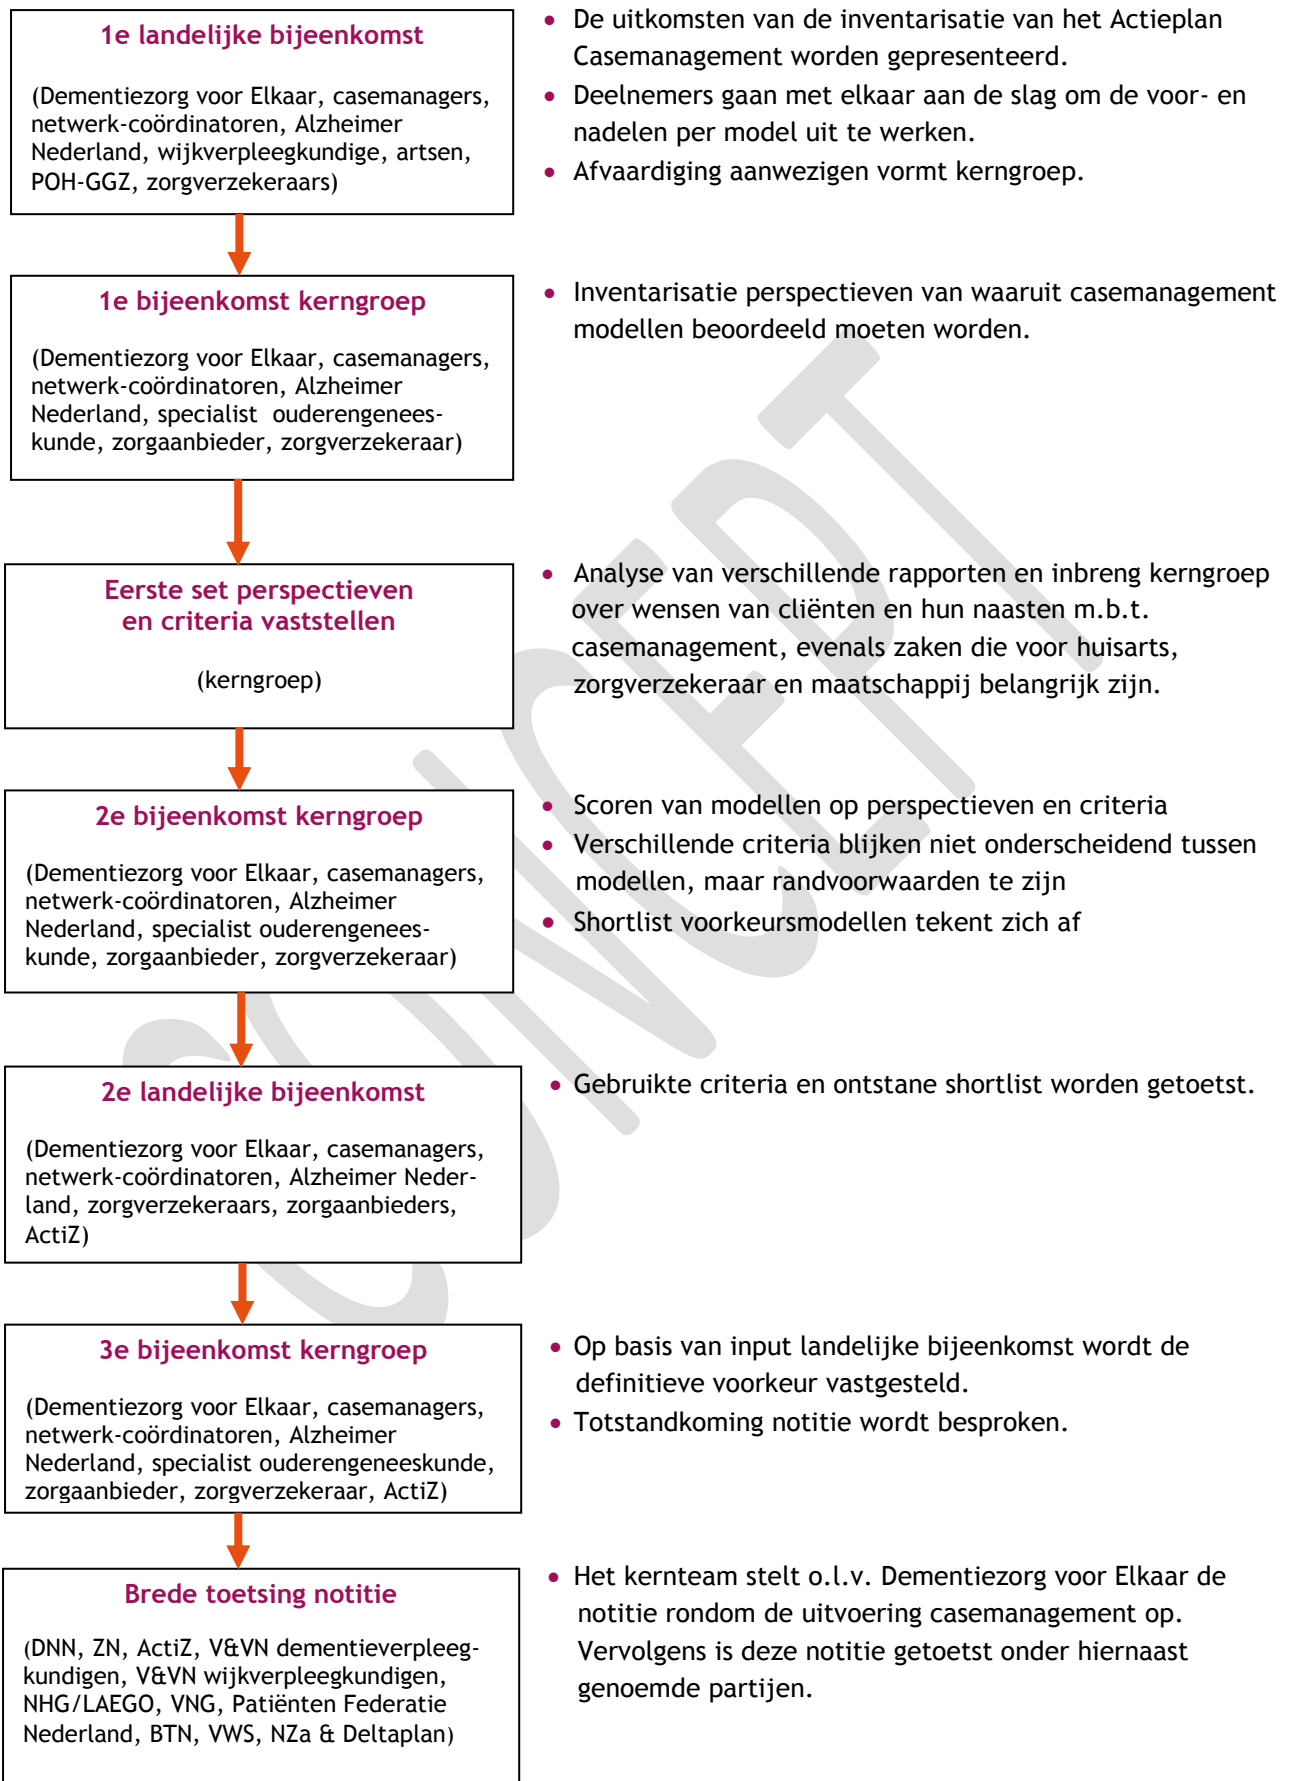 1e landelijke bijeenkomst
(Dementiezorg voor Elkaar, casemanagers,
netwerk-coördinatoren, Alzheimer
Nederland, wijkverpleegkundige, artsen,
POH-GGZ, zorgverzekeraars)
• De uitkomsten van de inventarisatie van het Actieplan
Casemanagement worden gepresenteerd.
• Deelnemers gaan met elkaar aan de slag om de voor- en
nadelen per model uit te werken.
• Afvaardiging aanwezigen vormt kerngroep.
1e bijeenkomst kerngroep
(Dementiezorg voor Elkaar, casemanagers,
netwerk-coördinatoren, Alzheimer
Nederland, specialist ouderengenees-
kunde, zorgaanbieder, zorgverzekeraar)
• Inventarisatie perspectieven van waaruit casemanagement
modellen beoordeeld moeten worden.
Eerste set perspectieven
en criteria vaststellen
(kerngroep)
• Analyse van verschillende rapporten en inbreng kerngroep
over wensen van cliënten en hun naasten m.b.t.
casemanagement, evenals zaken die voor huisarts,
zorgverzekeraar en maatschappij belangrijk zijn.
2e bijeenkomst kerngroep
(Dementiezorg voor Elkaar, casemanagers,
netwerk-coördinatoren, Alzheimer
Nederland, specialist ouderengenees-
kunde, zorgaanbieder, zorgverzekeraar)
• Scoren van modellen op perspectieven en criteria
• Verschillende criteria blijken niet onderscheidend tussen
modellen, maar randvoorwaarden te zijn
• Shortlist voorkeursmodellen tekent zich af
2e landelijke bijeenkomst
(Dementiezorg voor Elkaar, casemanagers,
netwerk-coördinatoren, Alzheimer Neder-
land, zorgverzekeraars, zorgaanbieders,
ActiZ)
• Gebruikte criteria en ontstane shortlist worden getoetst.
3e bijeenkomst kerngroep
(Dementiezorg voor Elkaar, casemanagers,
netwerk-coördinatoren, Alzheimer
Nederland, specialist ouderengeneeskunde,
zorgaanbieder, zorgverzekeraar, ActiZ)
• Op basis van input landelijke bijeenkomst wordt de
definitieve voorkeur vastgesteld.
• Totstandkoming notitie wordt besproken.
Brede toetsing notitie
(DNN, ZN, ActiZ, V&VN dementieverpleeg-
kundigen, V&VN wijkverpleegkundigen,
NHG/LAEGO, VNG, Patiënten Federatie
Nederland, BTN, VWS, NZa & Deltaplan)
• Het kernteam stelt o.l.v. Dementiezorg voor Elkaar de
notitie rondom de uitvoering casemanagement op.
Vervolgens is deze notitie getoetst onder hiernaast
genoemde partijen.
CONCEPT